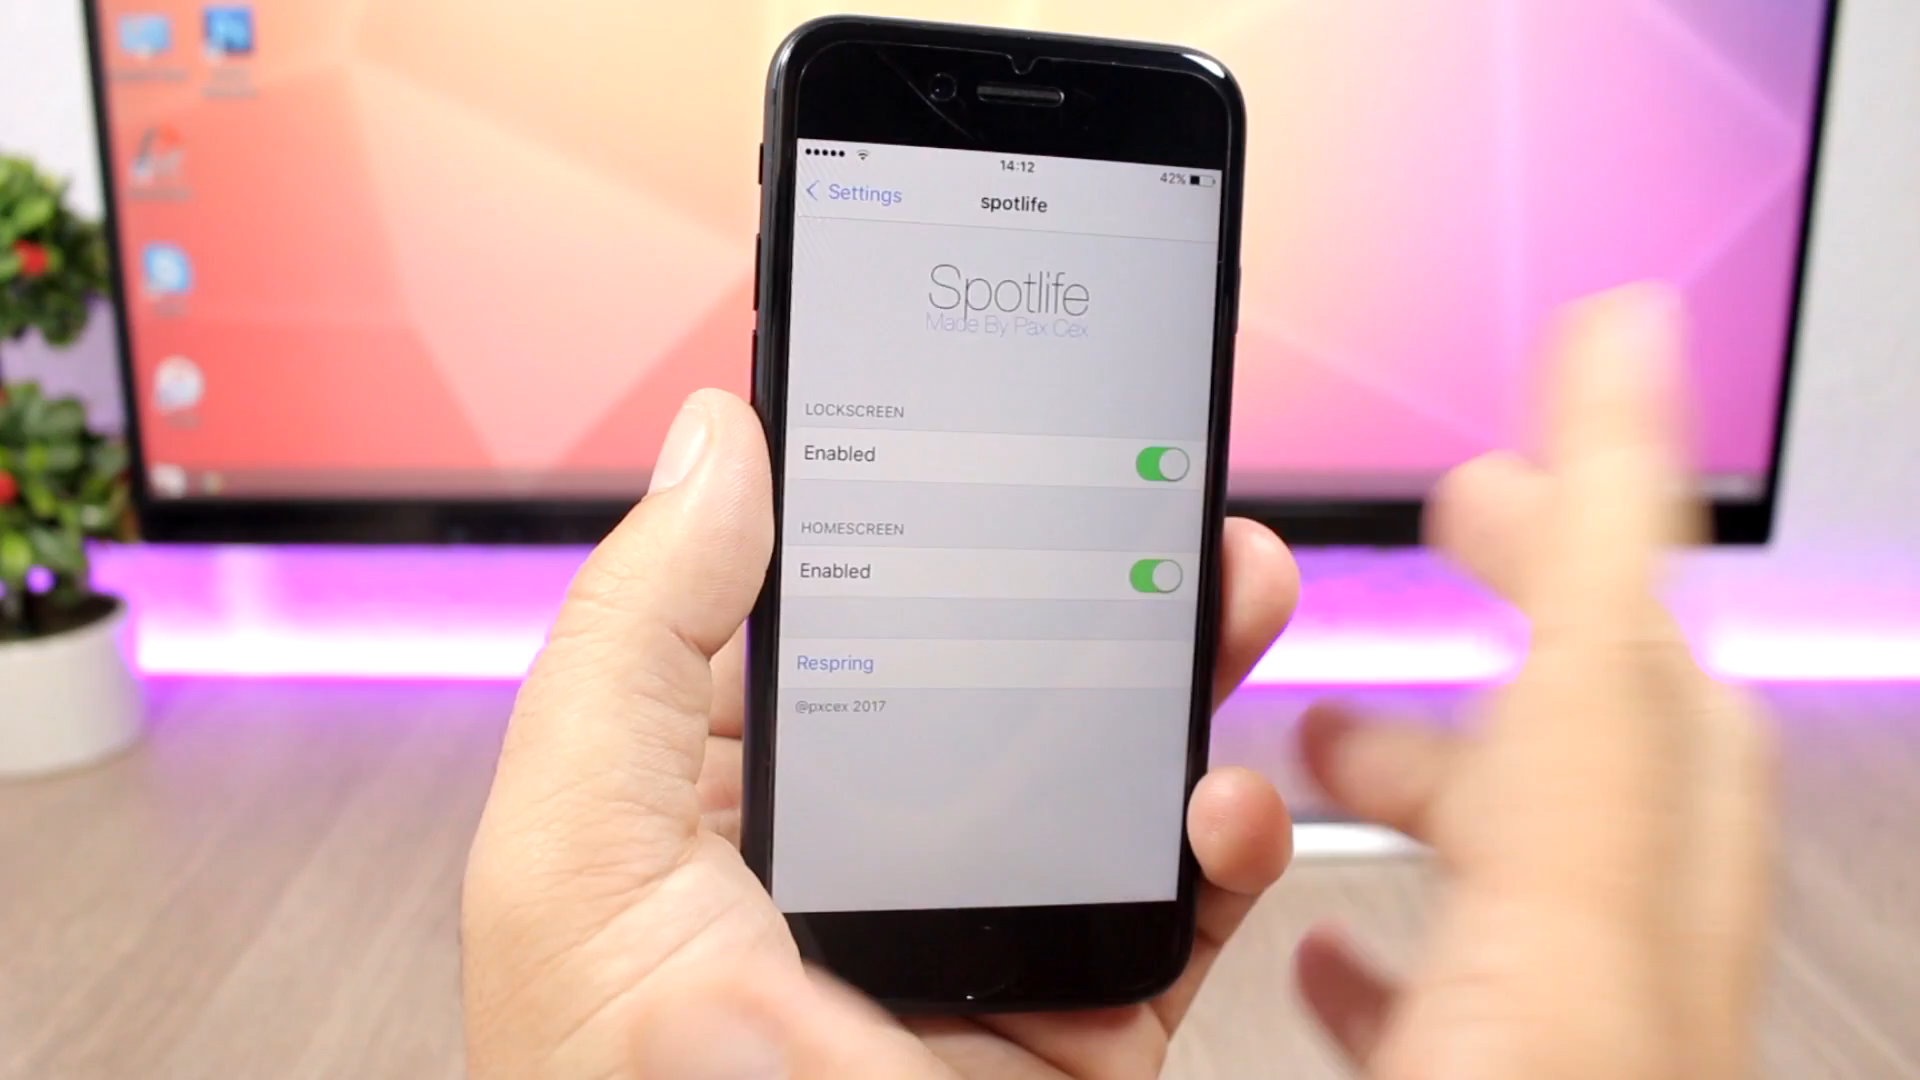 14:12
42%
Settings
spotlife
Spotlife
Made By Pax Cex
LOCKSCREEN
Enabled
HOMESCREEN
Enabled
Respring
@pxcex 2017